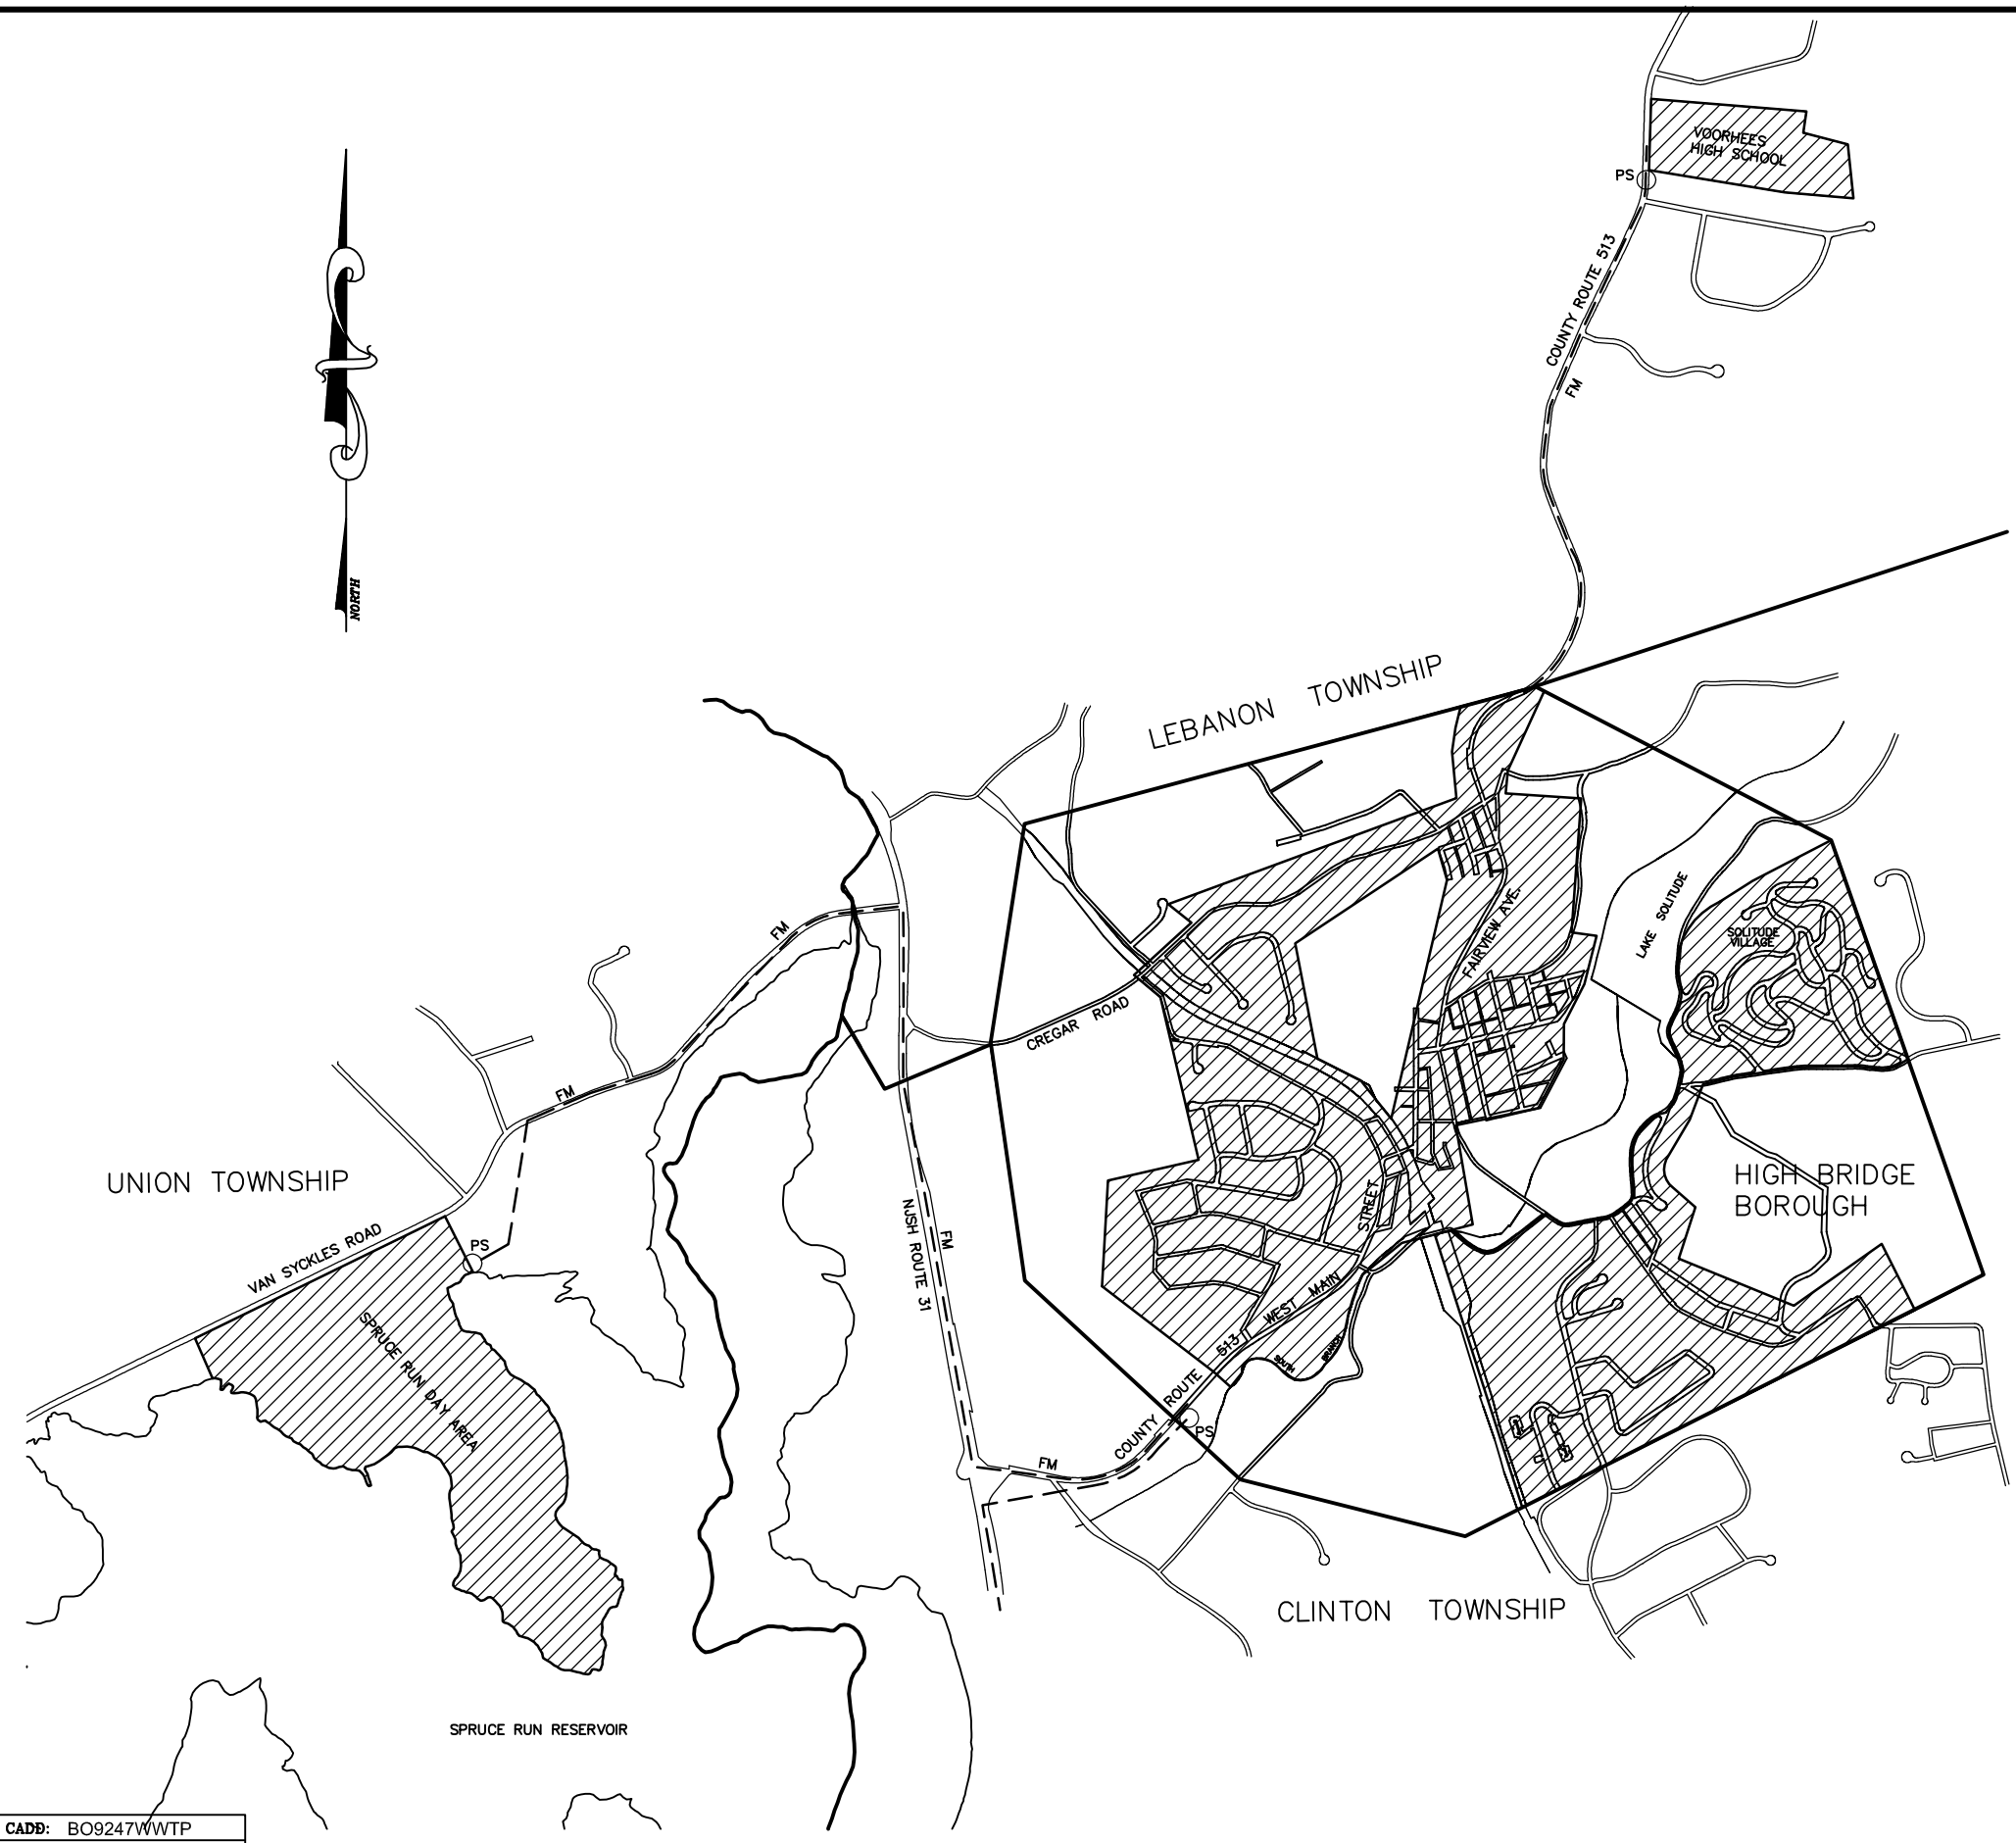 VOORHEES
HIGH SCHOOL
PS
COUNTY ROUTE 513
FM
NORTH
LEBANON TOWNSHIP
FAIRVIEW AVE.
LAKE SOLITUDE
SOLITUDE
VILLAGE
FM
CREGAR ROAD
FM
UNION TOWNSHIP
HIGH BRIDGE
BOROUGH
STREET
VAN SYCKLES ROAD
PS
NJSH ROUTE 31
FM
WEST MAIN
SPRUCE RUN DAY AREA
COUNTY ROUTE 513
SOUTH BRANCH
PS
FM
CLINTON TOWNSHIP
SPRUCE RUN RESERVOIR
CADD: BO9247WWTP